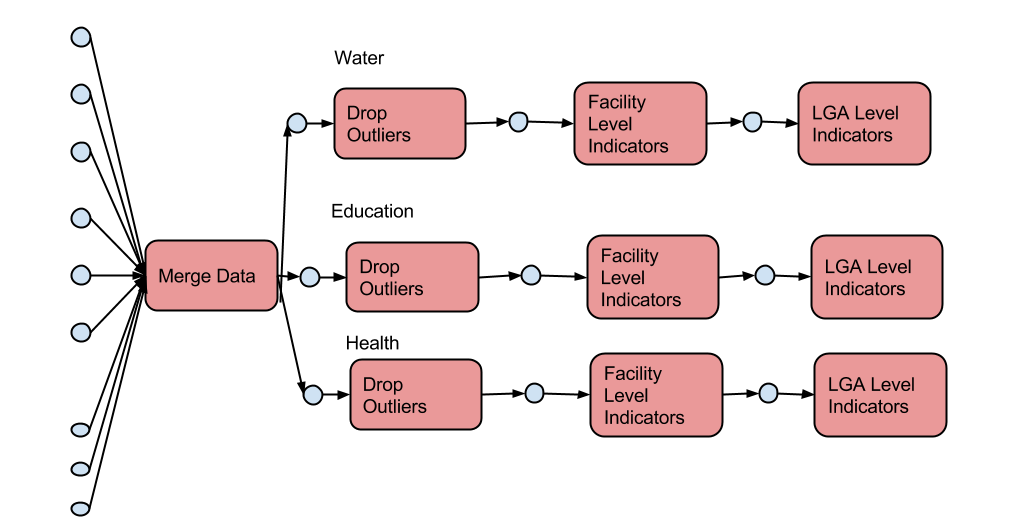 Water
Drop
Outliers
Facility
Level
Indicators
LGA Level
Indicators
Education
Merge Data
Drop
Outliers
Facility
Level
Indicators
LGA Level
Indicators
Health
Drop
Outliers
Facility
Level
Indicators
LGA Level
Indicators